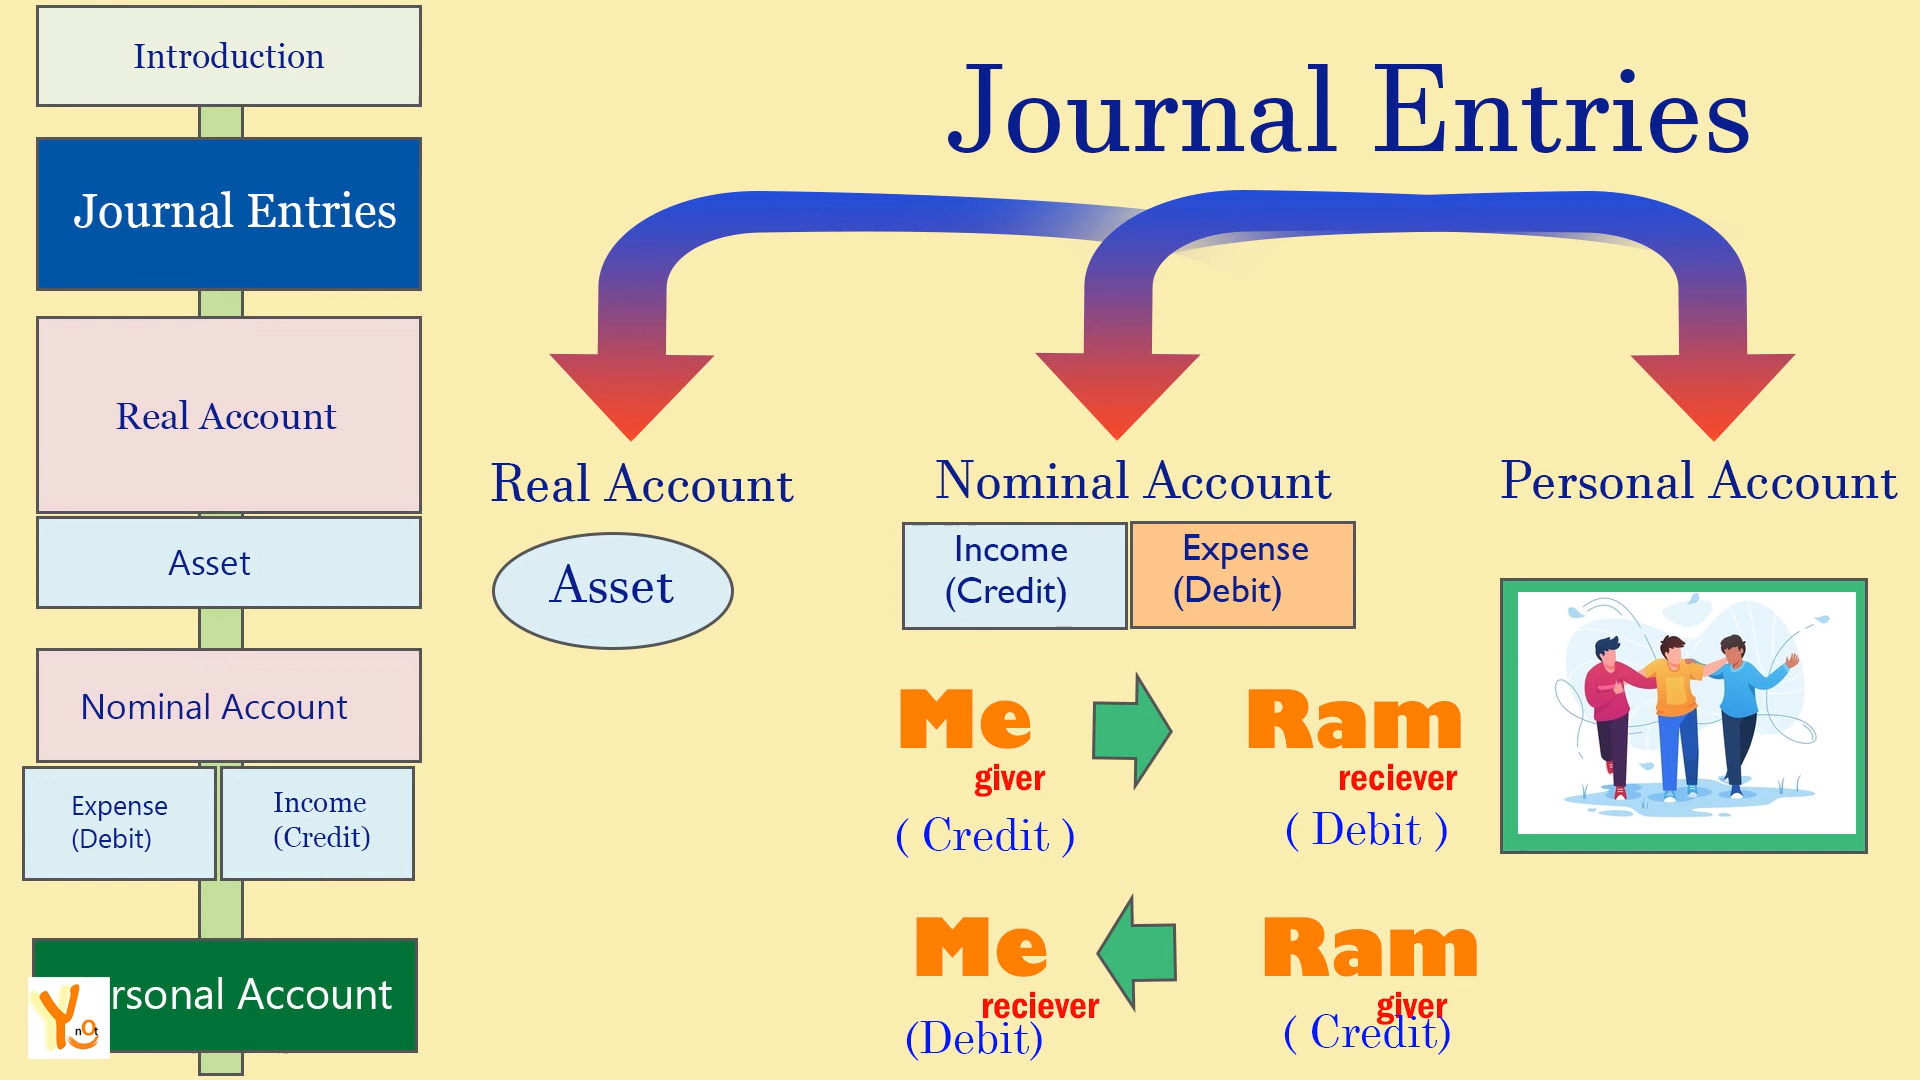 Introduction
Journal Entries
Real Account
Asset
Nominal Account
Expense
(Debit)
Income
(Credit)
rsonal Account
Y
nOt
Journal Entries
Real Account
Asset
Nominal Account
Income
(Credit)
Expense
(Debit)
Me
giver
( Credit )
Ram
reciever
( Debit )
Me
reciever
(Debit)
Ram
giver
( Credit)
Personal Account